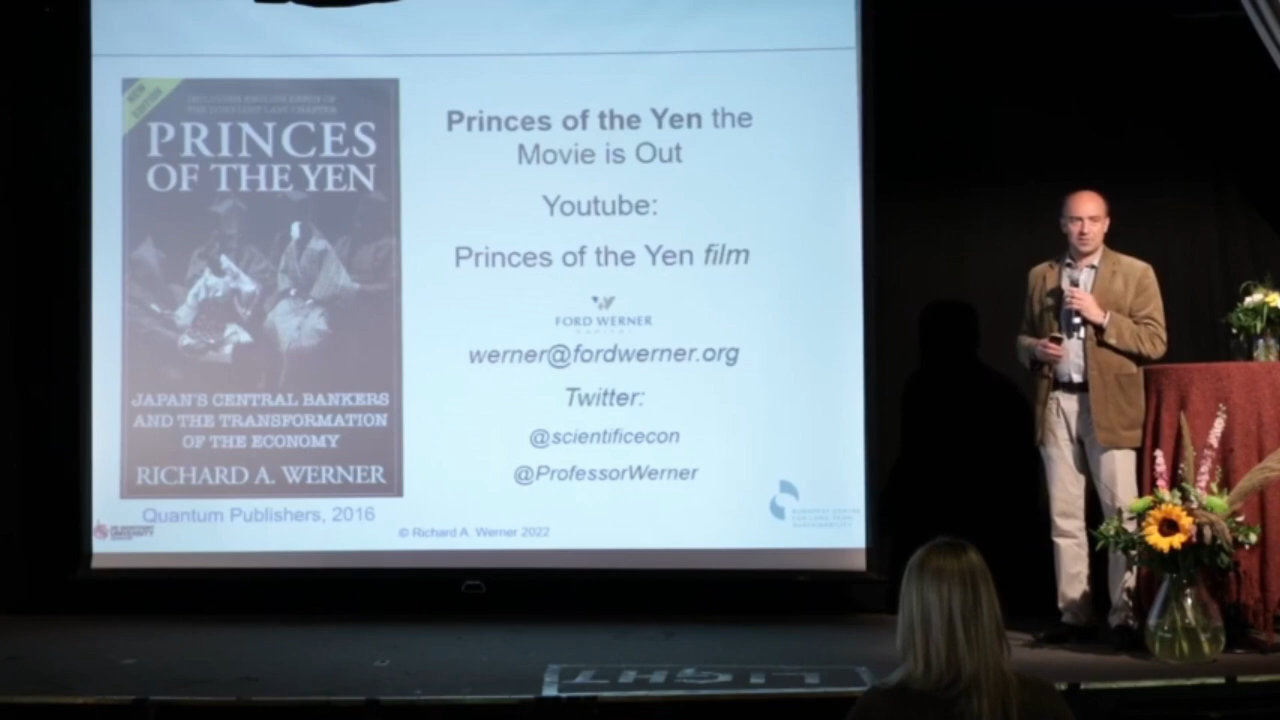 NEW
EDITION
PRINCES
OF THE YEN
JAPAN'S CENTRAL BANKERS
AND THE TRANSFORMATION
OF THE ECONOMY
RICHARD A. WERNER
Quantum Publishers, 2016
Princes of the Yen the
Movie is Out
Youtube:
Princes of the Yen film
FORD WERNER
werner@fordwerner.org
Twitter:
@scientificecon
@ProfessorWerner
© Richard A. Werner 2022
LIGHT